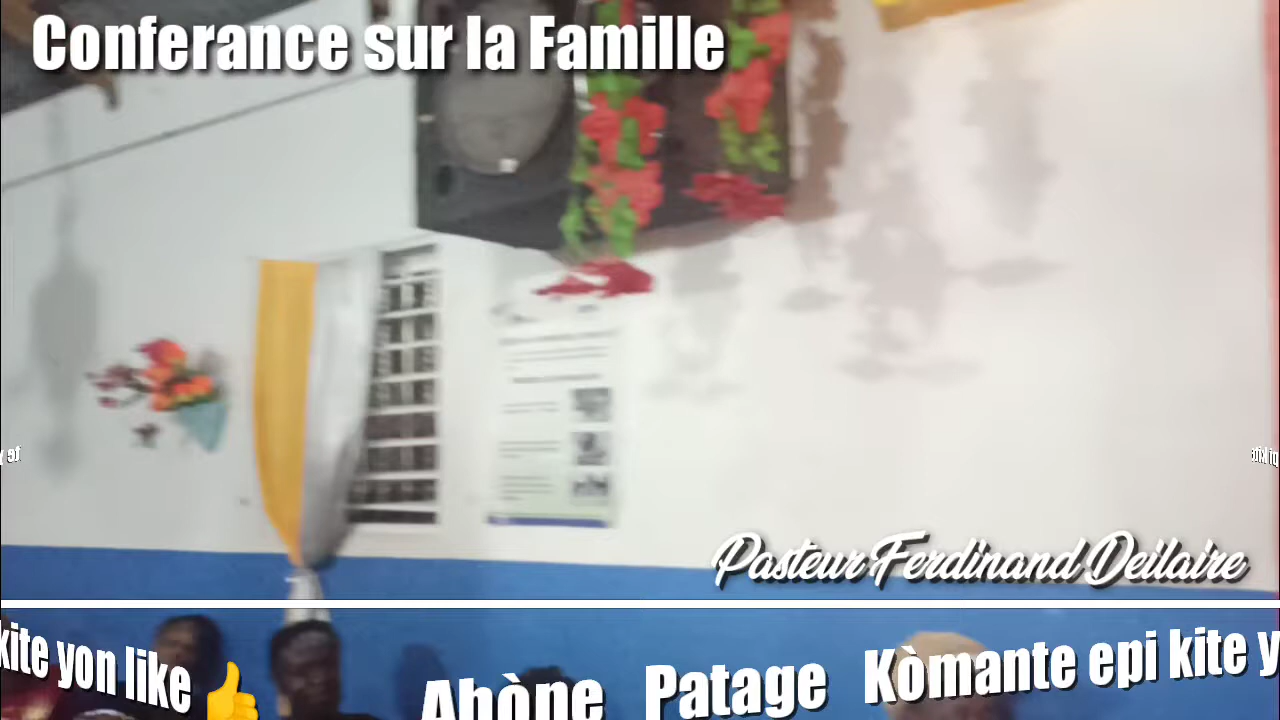 Conferance sur la Famille
Pasteur Ferdinand Deilaire
kite yon like 👍 Abòne Patage Kòmante epi kite y